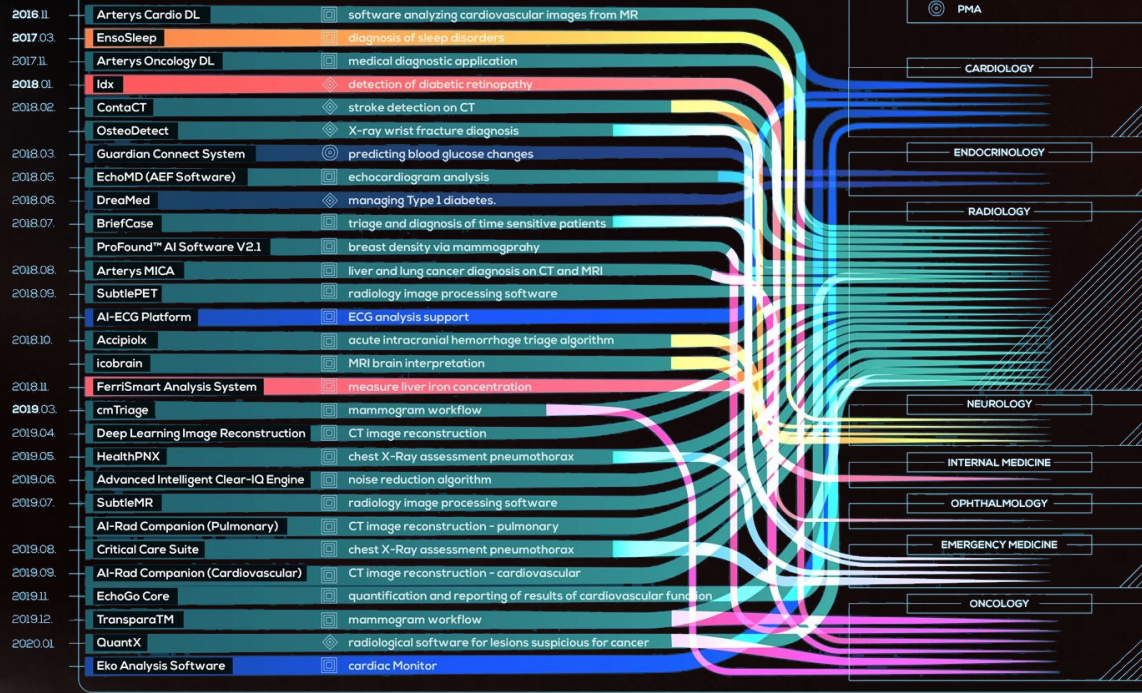 PMA
2016.11. Arterys Cardio DL software analyzing cardiovascular images from MR
2017.03. EnsoSleep diagnosis of sleep disorders
2017.11. Arterys Oncology DL medical diagnostic application
2018.01. Idx detection of diabetic retinopathy
2018.02. ContaCT stroke detection on CT
OsteoDetect X-ray wrist fracture diagnosis
2018.03. Guardian Connect System predicting blood glucose changes
2018.05. EchoMD (AEF Software) echocardiogram analysis
2018.06. DreaMed managing Type 1 diabetes.
2018.07. BriefCase triage and diagnosis of time sensitive patients
ProFound™ AI Software V2.1 breast density via mammogprahy
2018.08. Arterys MICA liver and lung cancer diagnosis on CT and MRI
2018.09. SubtlePET radiology image processing software
AI-ECG Platform ECG analysis support
2018.10. Accipiolx acute intracranial hemorrhage triage algorithm
icobrain MRI brain interpretation
2018.11. FerriSmart Analysis System measure liver iron concentration
2019.03. cmTriage mammogram workflow
2019.04. Deep Learning Image Reconstruction CT image reconstruction
2019.05. HealthPNX chest X-Ray assessment pneumothorax
2019.06. Advanced Intelligent Clear-IQ Engine noise reduction algorithm
2019.07. SubtleMR radiology image processing software
AI-Rad Companion (Pulmonary) CT image reconstruction - pulmonary
2019.08. Critical Care Suite chest X-Ray assessment pneumothorax
2019.09. AI-Rad Companion (Cardiovascular) CT image reconstruction - cardiovascular
2019.11. EchoGo Core quantification and reporting of results of cardiovascular function
2019.12. TransparaTM mammogram workflow
2020.01. QuantX radiological software for lesions suspicious for cancer
Eko Analysis Software cardiac Monitor
CARDIOLOGY
ENDOCRINOLOGY
RADIOLOGY
NEUROLOGY
INTERNAL MEDICINE
OPHTHALMOLOGY
EMERGENCY MEDICINE
ONCOLOGY